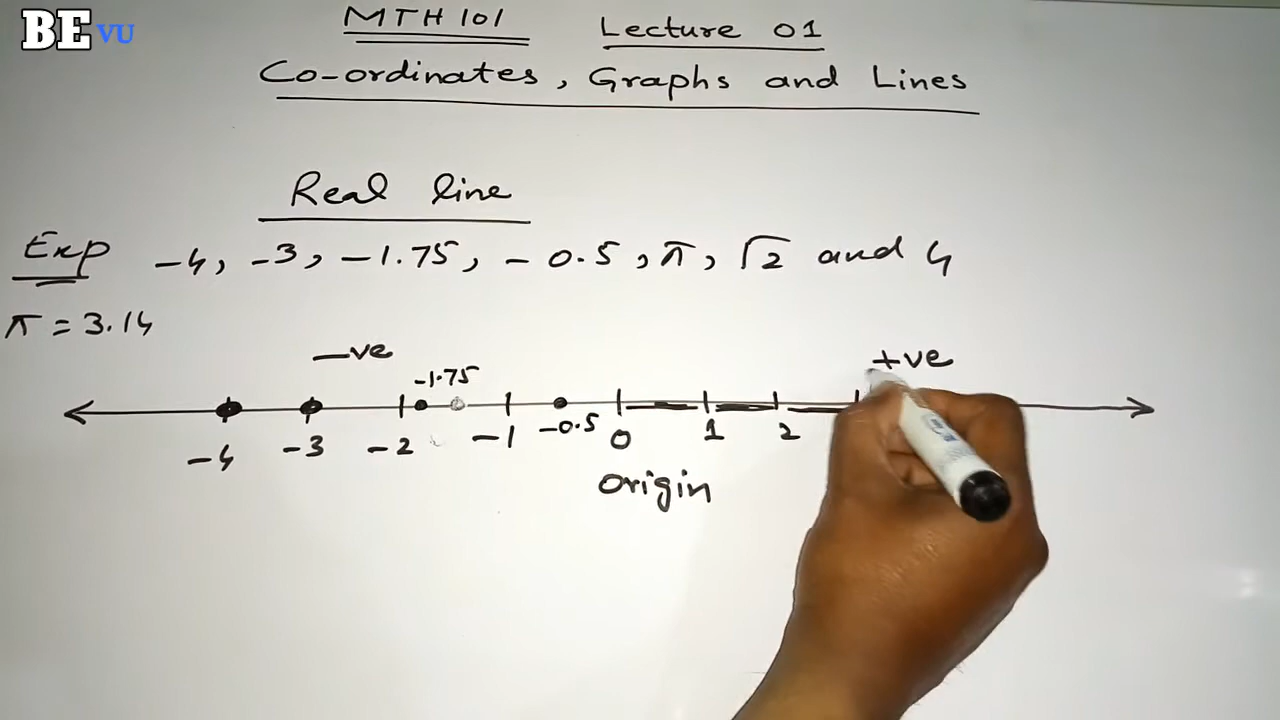 BE VU
MTH 101 Lecture 01
Co-ordinates, Graphs and Lines
Real line
Exp -4, -3, -1.75, -0.5, π, √2 and 4
π = 3.14
-ve +ve
-1.75
-4 -3 -2 -1 -0.5 0 1 2
origin